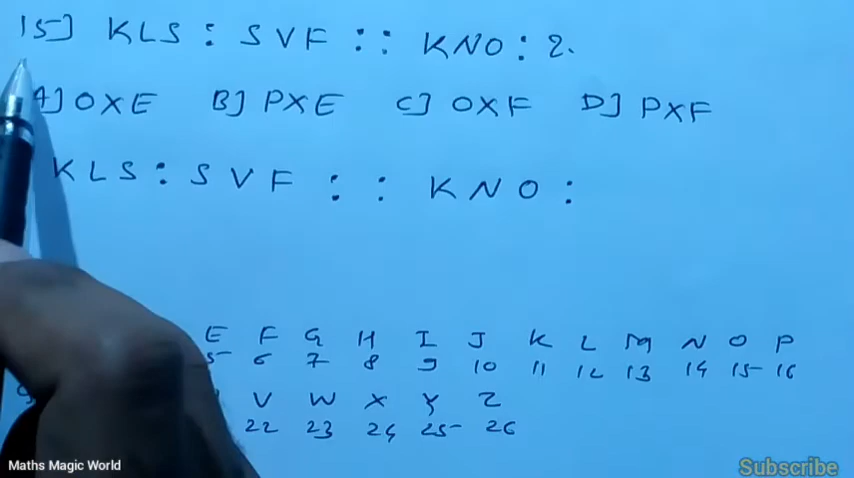 15] KLS : SVF :: KNO : ?.
A] OXE B] PXE C] OXF D] PXF
KLS : SVF :: KNO :
E F G H I J K L M N O P
5 6 7 8 9 10 11 12 13 14 15 16
V W X Y Z
22 23 24 25 26
Maths Magic World
Subscribe